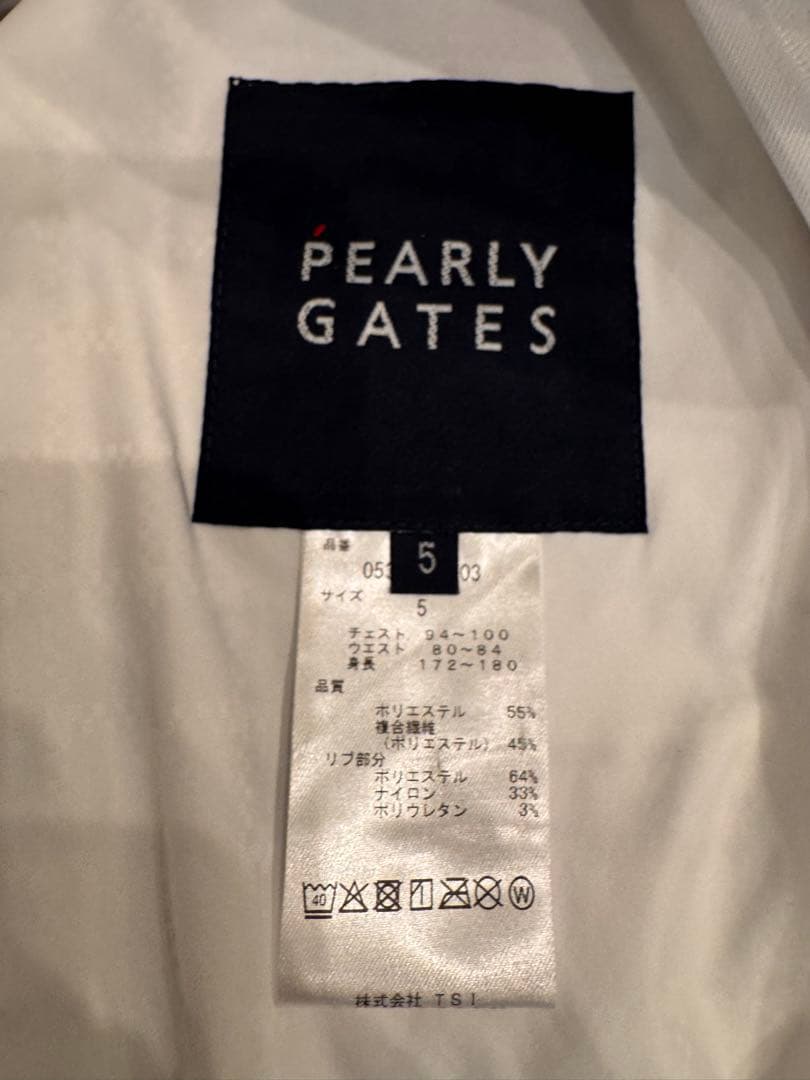 PEARLY
GATES
5
品番
053 03
サイズ
5
チェスト 94～100
ウエスト 80～84
身長 172～180
品質
ポリエステル 55%
複合繊維
(ポリエステル) 45%
リブ部分
ポリエステル 64%
ナイロン 33%
ポリウレタン 3%
40
W
株式会社 TSI